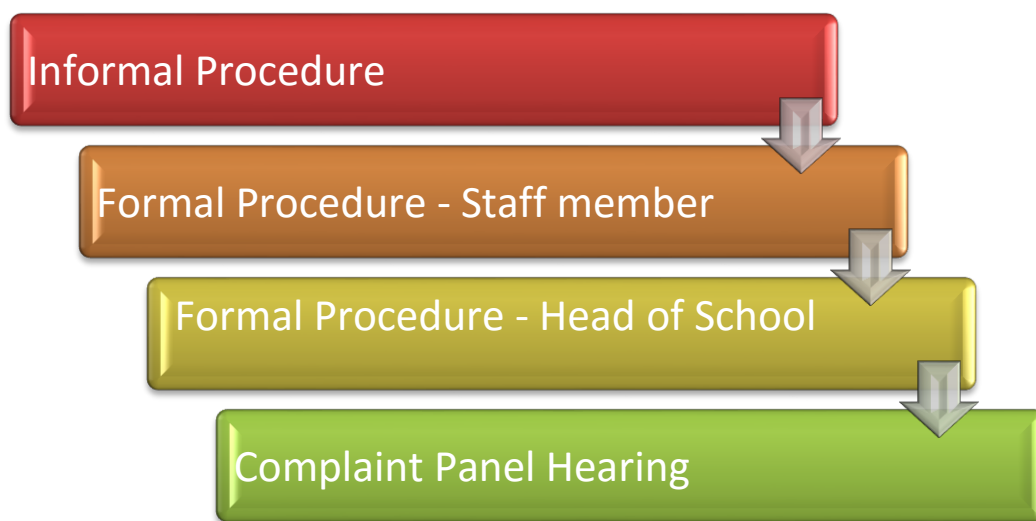 Informal Procedure
Formal Procedure - Staff member
Formal Procedure - Head of School
Complaint Panel Hearing